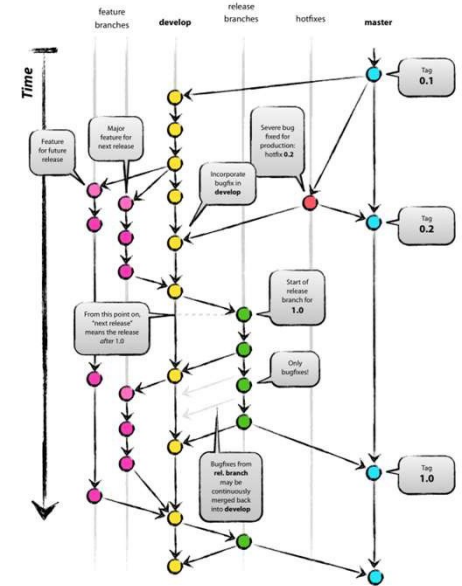 feature
branches
develop
release
branches
hotfixes
master
Time
Tag
0.1
Feature
for future
release
Major
feature for
next release
Severe bug
fixed for
production:
hotfix 0.2
Incorporate
bugfix in
develop
Tag
0.2
Start of
release
branch for
1.0
From this point on,
"next release"
means the release
after 1.0
Only
bugfixes!
Bugfixes from
rel. branch
may be
continuously
merged back
into develop
Tag
1.0